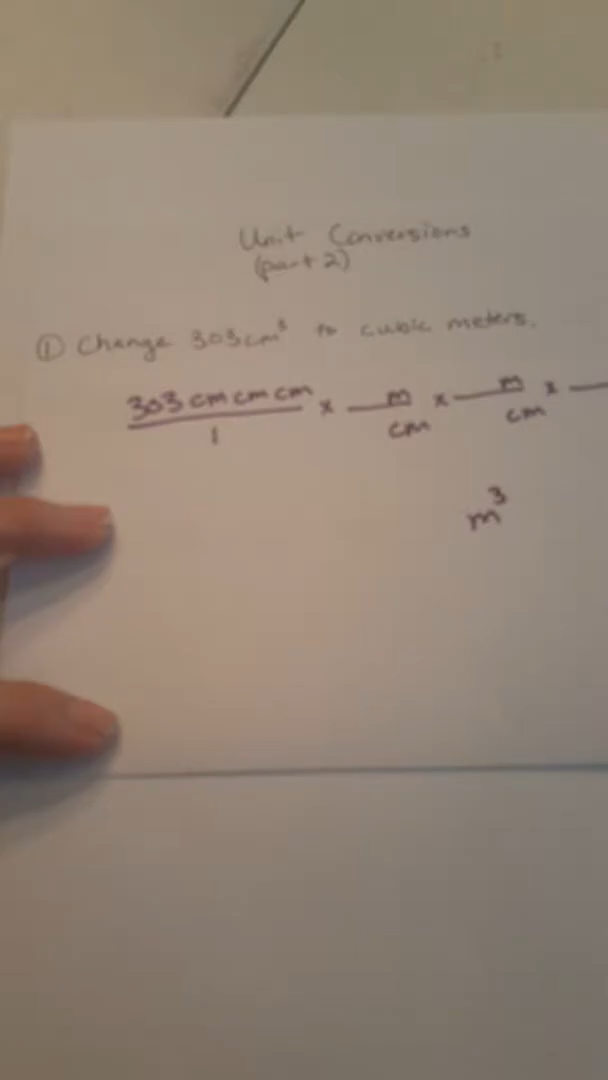 Unit Conversions
(part 2)
① Change 303cm³ to cubic meters.
303 cm cm cm × m × m ×
1 cm cm
m³